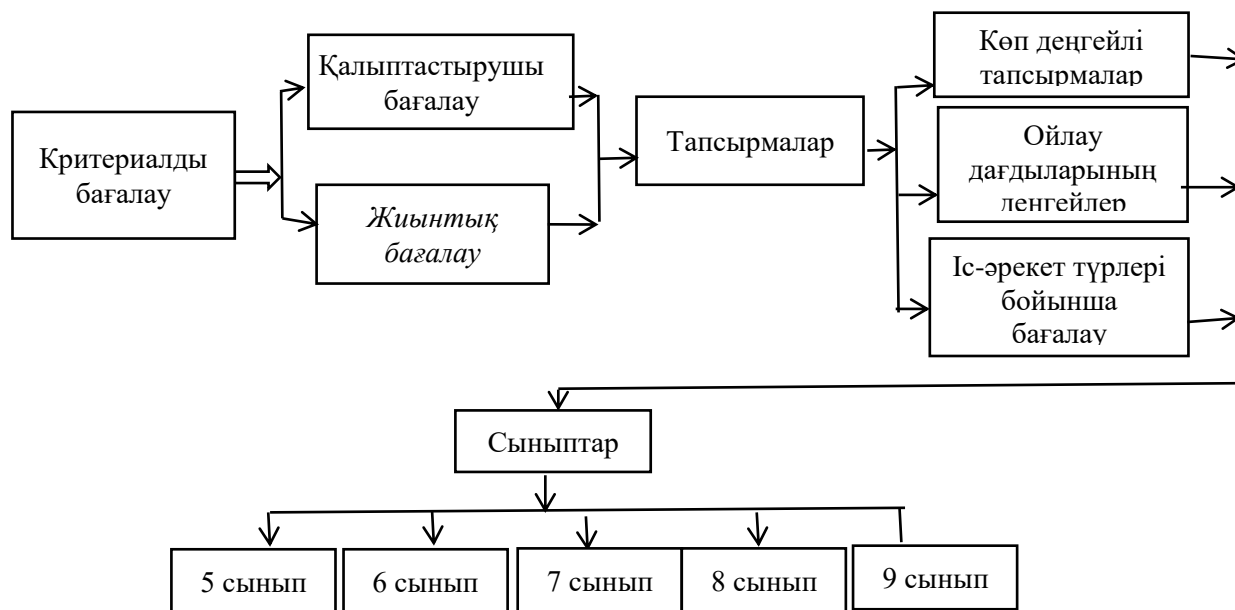 Критериалды
бағалау
Қалыптастырушы
бағалау
Жиынтық
бағалау
Тапсырмалар
Көп деңгейлі
тапсырмалар
Ойлау
дағдыларының
деңгейлер
Іс-әрекет түрлері
бойынша
бағалау
Сыныптар
5 сынып
6 сынып
7 сынып
8 сынып
9 сынып